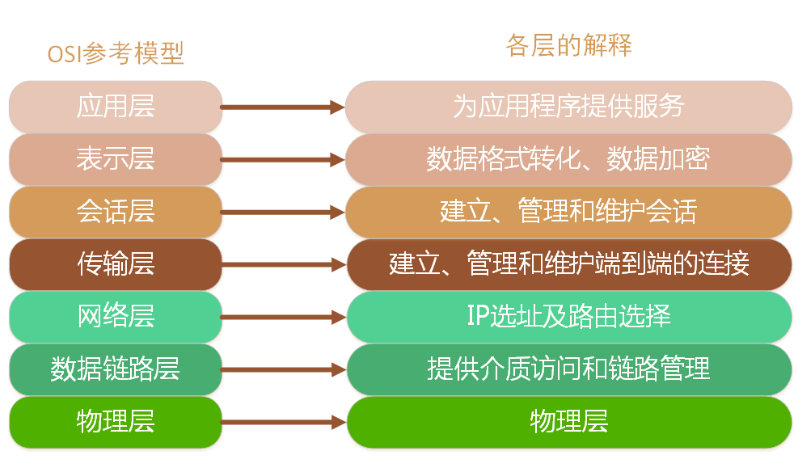 OSI参考模型 各层的解释
应用层 为应用程序提供服务
表示层 数据格式转化、数据加密
会话层 建立、管理和维护会话
传输层 建立、管理和维护端到端的连接
网络层 IP选址及路由选择
数据链路层 提供介质访问和链路管理
物理层 物理层